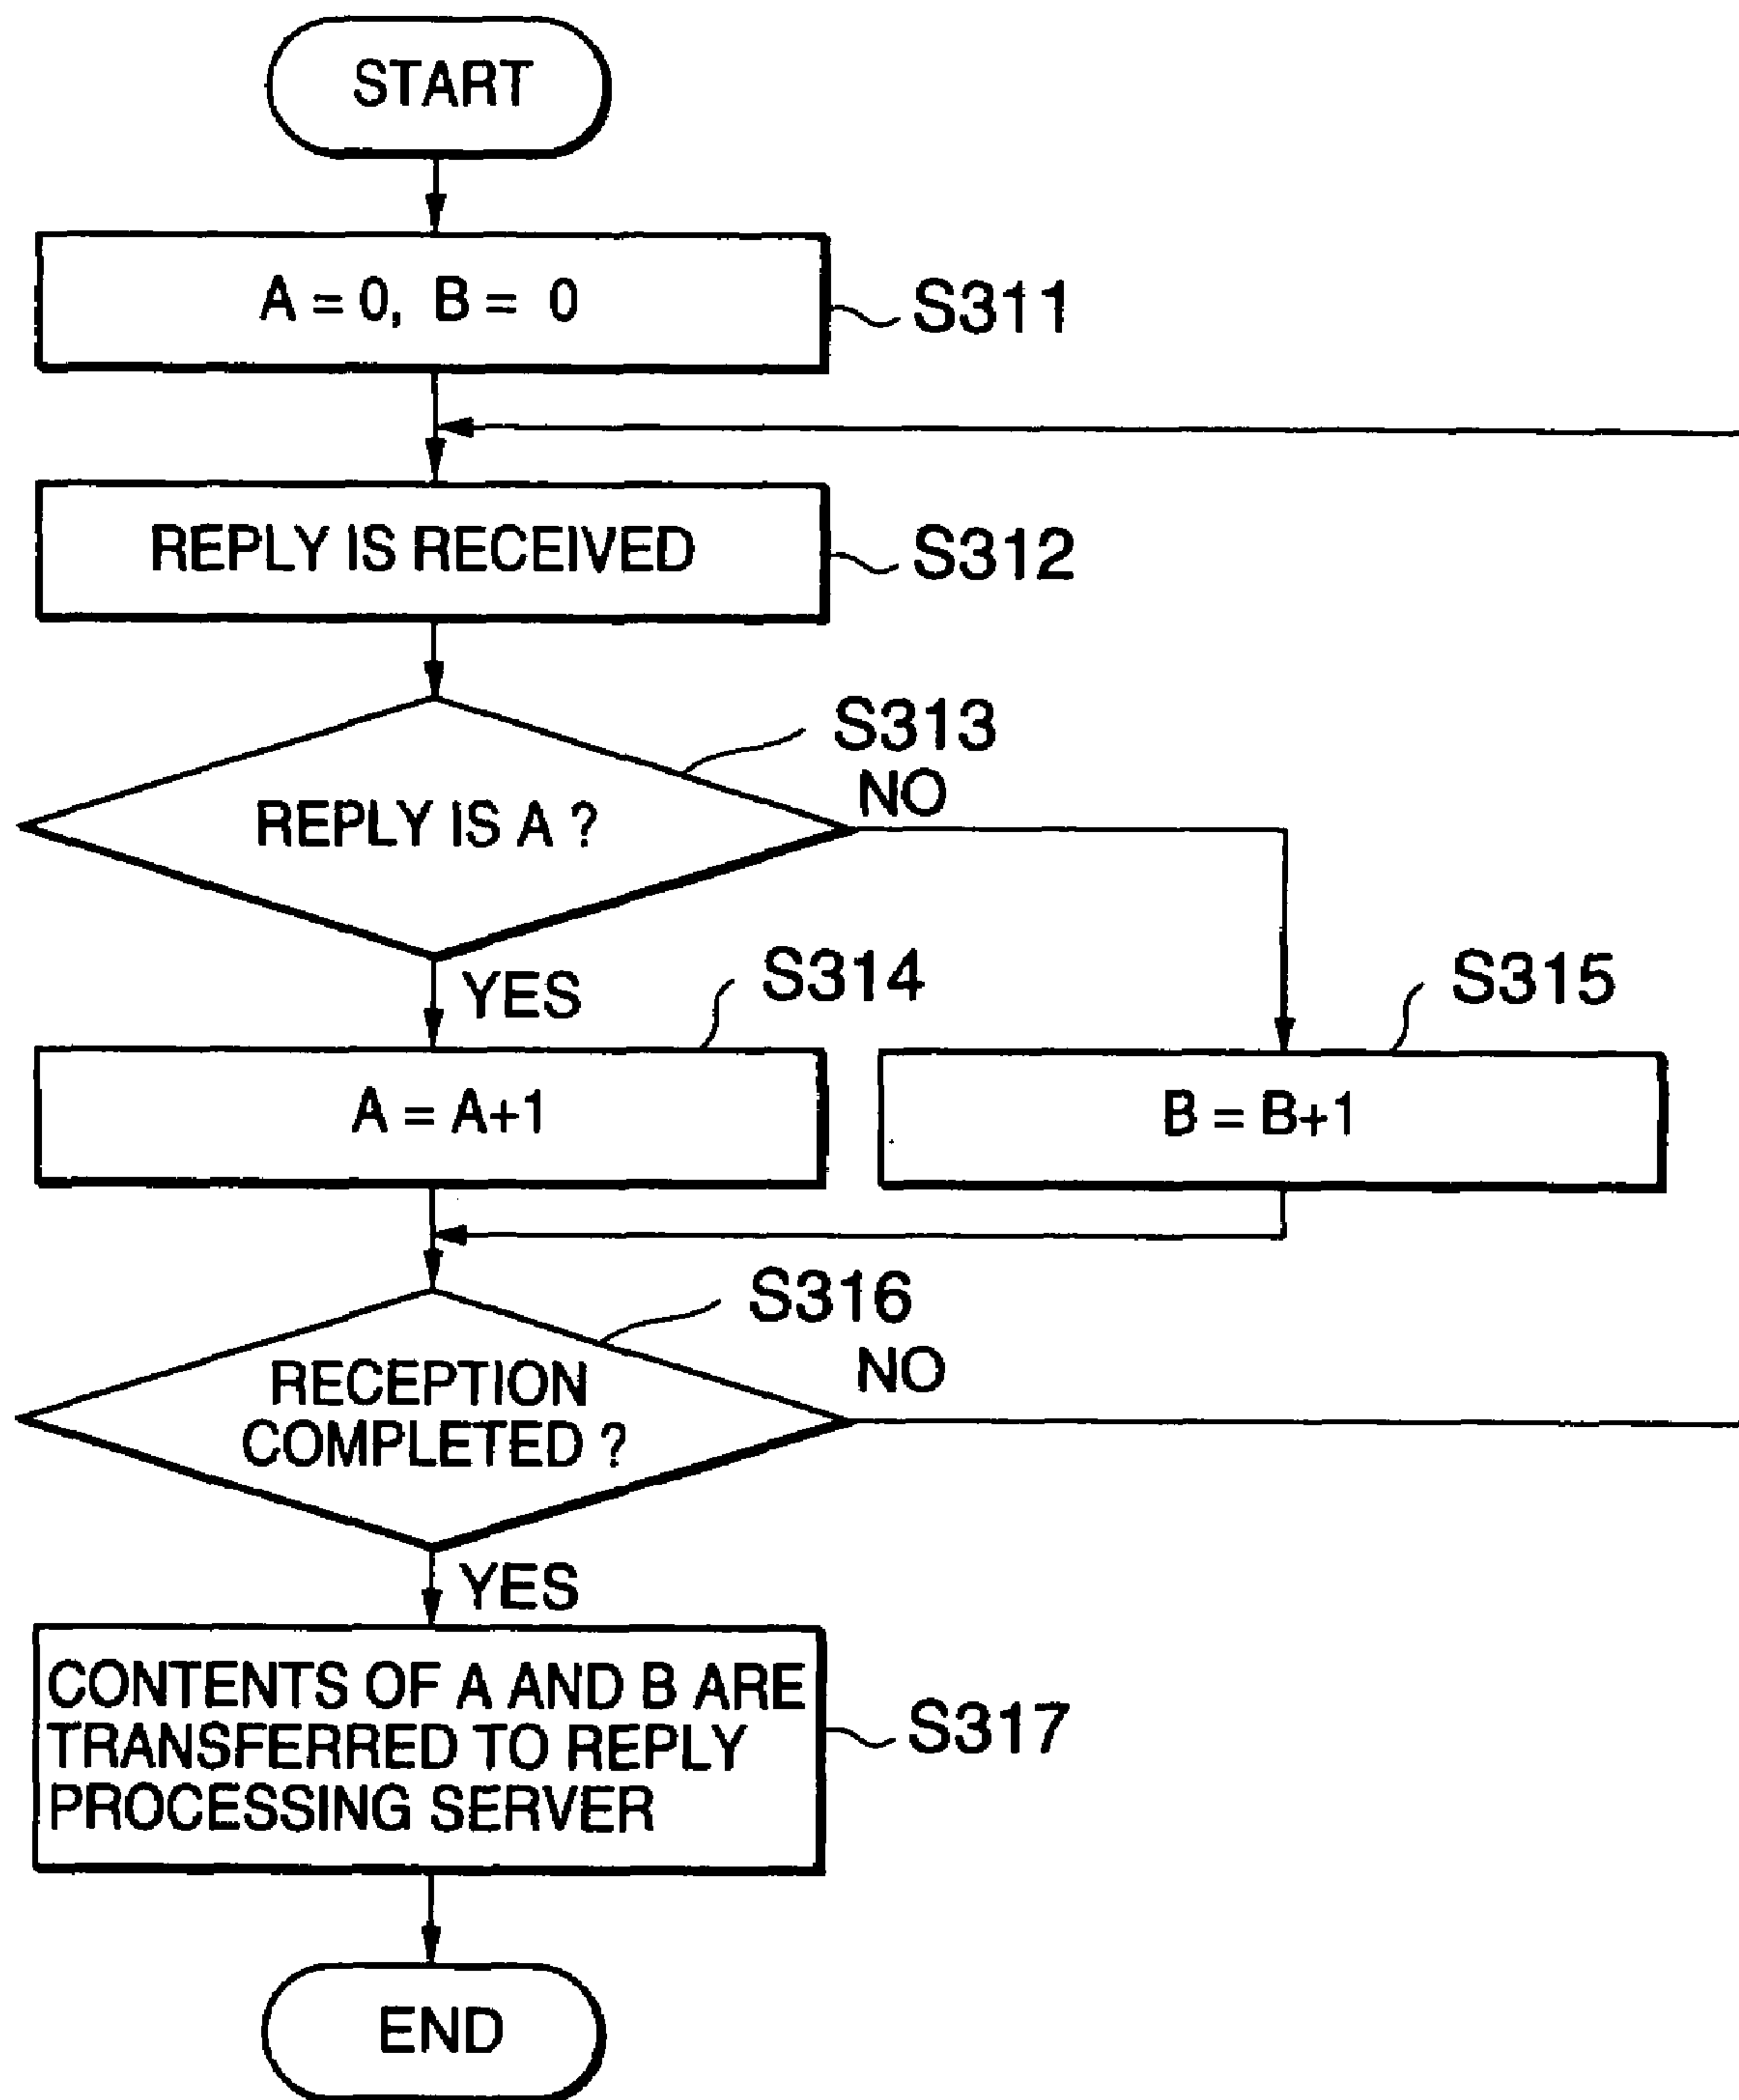 START
A = 0, B = 0
S311
REPLY IS RECEIVED
S312
S313
NO
REPLY IS A ?
YES
S314
S315
A = A+1
B = B+1
S316
NO
RECEPTION
COMPLETED ?
YES
CONTENTS OF A AND B ARE
TRANSFERRED TO REPLY
PROCESSING SERVER
S317
END